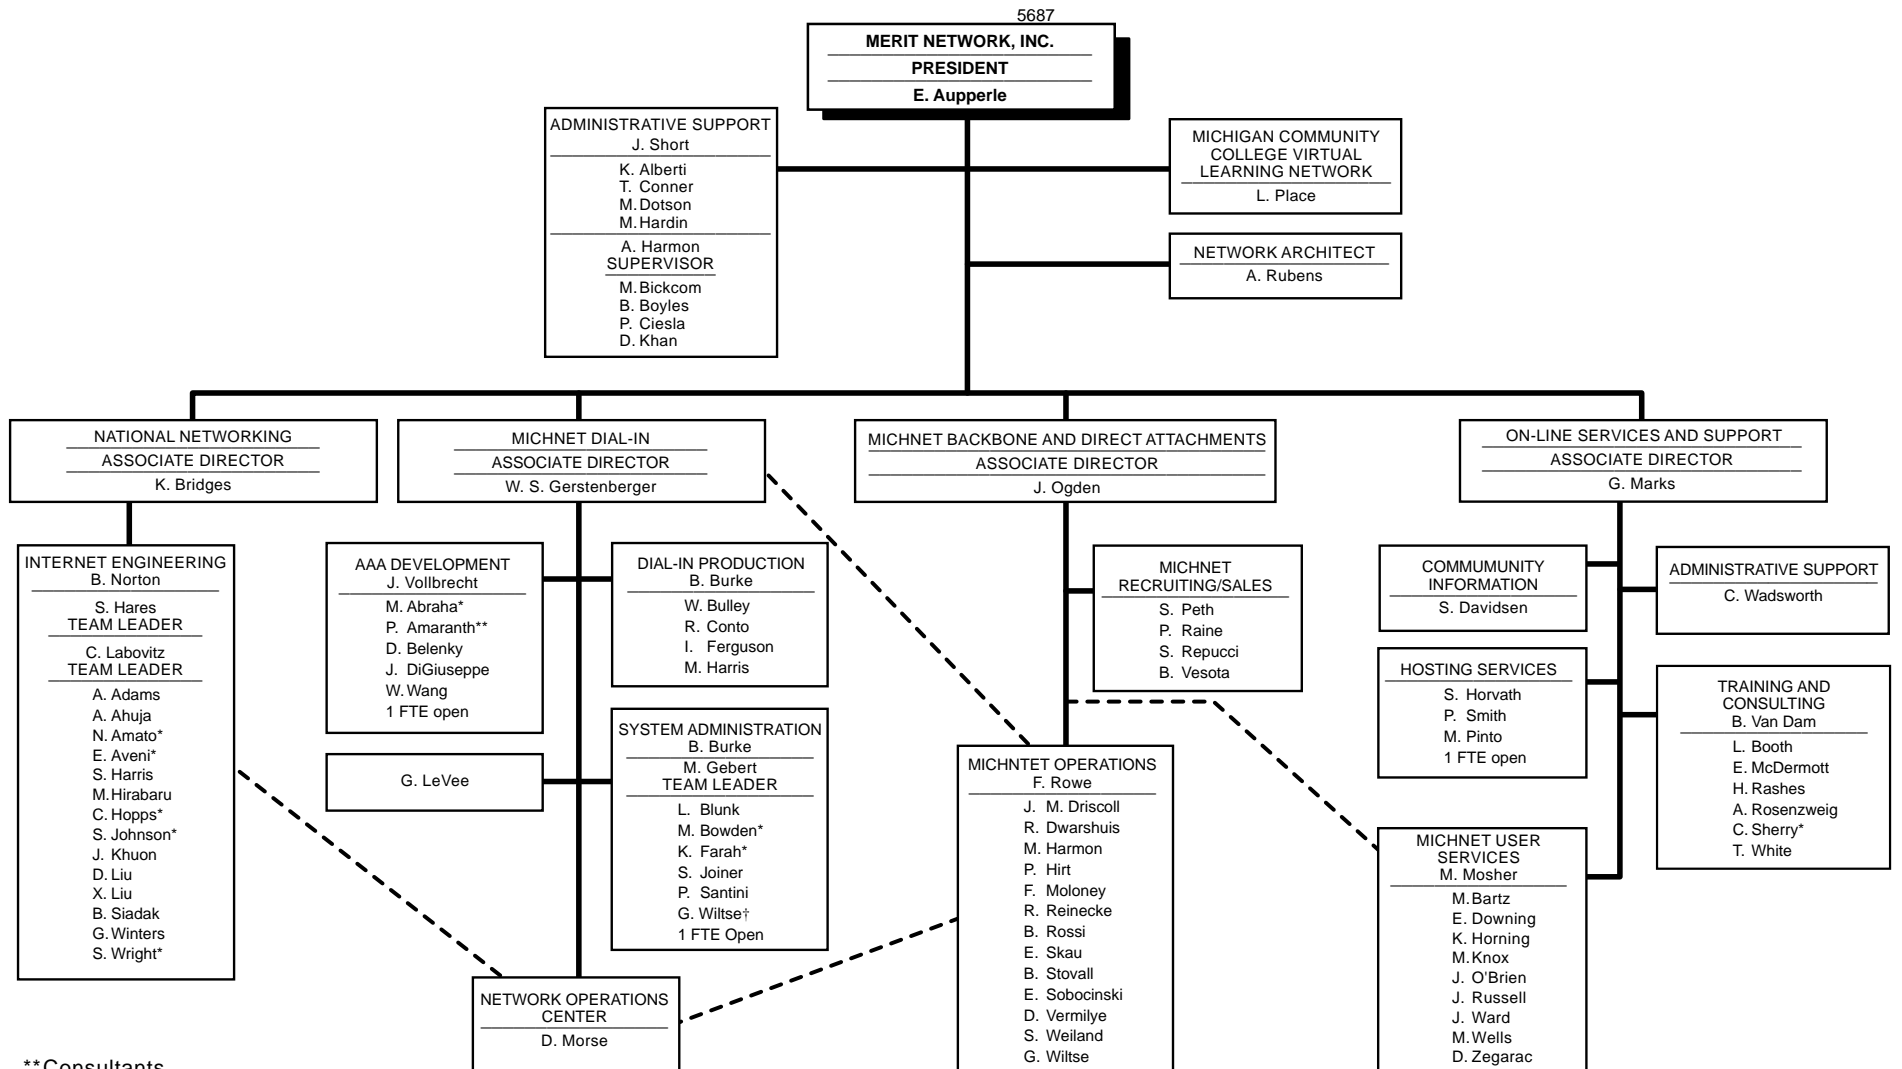 5687
MERIT NETWORK, INC.
PRESIDENT
E. Aupperle
ADMINISTRATIVE SUPPORT
J. Short
K. Alberti
T. Conner
M. Dotson
M. Hardin
A. Harmon
SUPERVISOR
M. Bickcom
B. Boyles
P. Ciesla
D. Khan
MICHIGAN COMMUNITY
COLLEGE VIRTUAL
LEARNING NETWORK
L. Place
NETWORK ARCHITECT
A. Rubens
NATIONAL NETWORKING
ASSOCIATE DIRECTOR
K. Bridges
MICHNET DIAL-IN
ASSOCIATE DIRECTOR
W. S. Gerstenberger
MICHNET BACKBONE AND DIRECT ATTACHMENTS
ASSOCIATE DIRECTOR
J. Ogden
ON-LINE SERVICES AND SUPPORT
ASSOCIATE DIRECTOR
G. Marks
INTERNET ENGINEERING
B. Norton
S. Hares
TEAM LEADER
C. Labovitz
TEAM LEADER
A. Adams
A. Ahuja
N. Amato*
E. Aveni*
S. Harris
M. Hirabaru
C. Hopps*
S. Johnson*
J. Khuon
D. Liu
X. Liu
B. Siadak
G. Winters
S. Wright*
AAA DEVELOPMENT
J. Vollbrecht
M. Abraha*
P. Amaranth**
D. Belenky
J. DiGiuseppe
W. Wang
1 FTE open
G. LeVee
DIAL-IN PRODUCTION
B. Burke
W. Bulley
R. Conto
I. Ferguson
M. Harris
SYSTEM ADMINISTRATION
B. Burke
M. Gebert
TEAM LEADER
L. Blunk
M. Bowden*
K. Farah*
S. Joiner
P. Santini
G. Wiltse†
1 FTE Open
NETWORK OPERATIONS
CENTER
D. Morse
MICHNET
RECRUITING/SALES
S. Peth
P. Raine
S. Repucci
B. Vesota
MICHNTET OPERATIONS
F. Rowe
J. M. Driscoll
R. Dwarshuis
M. Harmon
P. Hirt
F. Moloney
R. Reinecke
B. Rossi
E. Skau
B. Stovall
E. Sobocinski
D. Vermilye
S. Weiland
G. Wiltse
COMMUMUNITY
INFORMATION
S. Davidsen
HOSTING SERVICES
S. Horvath
P. Smith
M. Pinto
1 FTE open
ADMINISTRATIVE SUPPORT
C. Wadsworth
TRAINING AND
CONSULTING
B. Van Dam
L. Booth
E. McDermott
H. Rashes
A. Rosenzweig
C. Sherry*
T. White
MICHNET USER
SERVICES
M. Mosher
M. Bartz
E. Downing
K. Horning
M. Knox
J. O'Brien
J. Russell
J. Ward
M. Wells
D. Zegarac
**Consultants